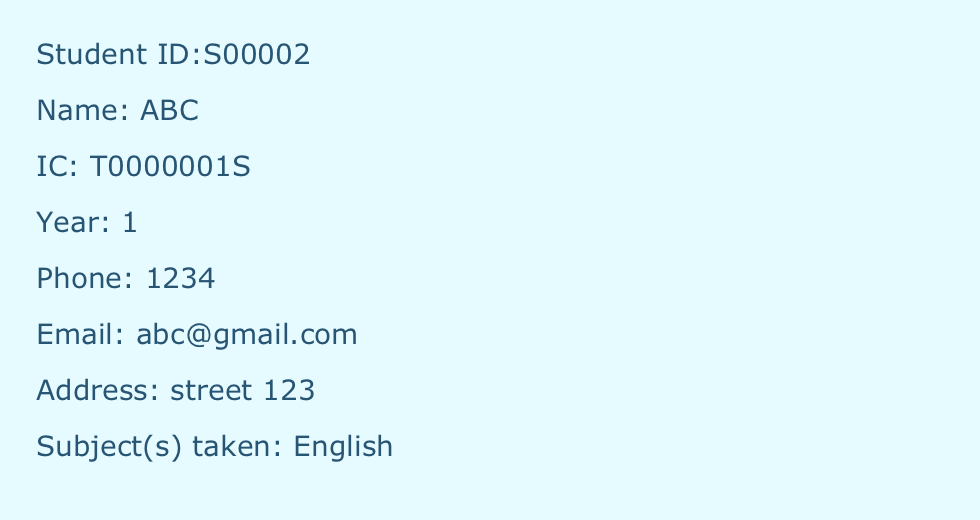 Student ID:S00002
Name: ABC
IC: T0000001S
Year: 1
Phone: 1234
Email: abc@gmail.com
Address: street 123
Subject(s) taken: English